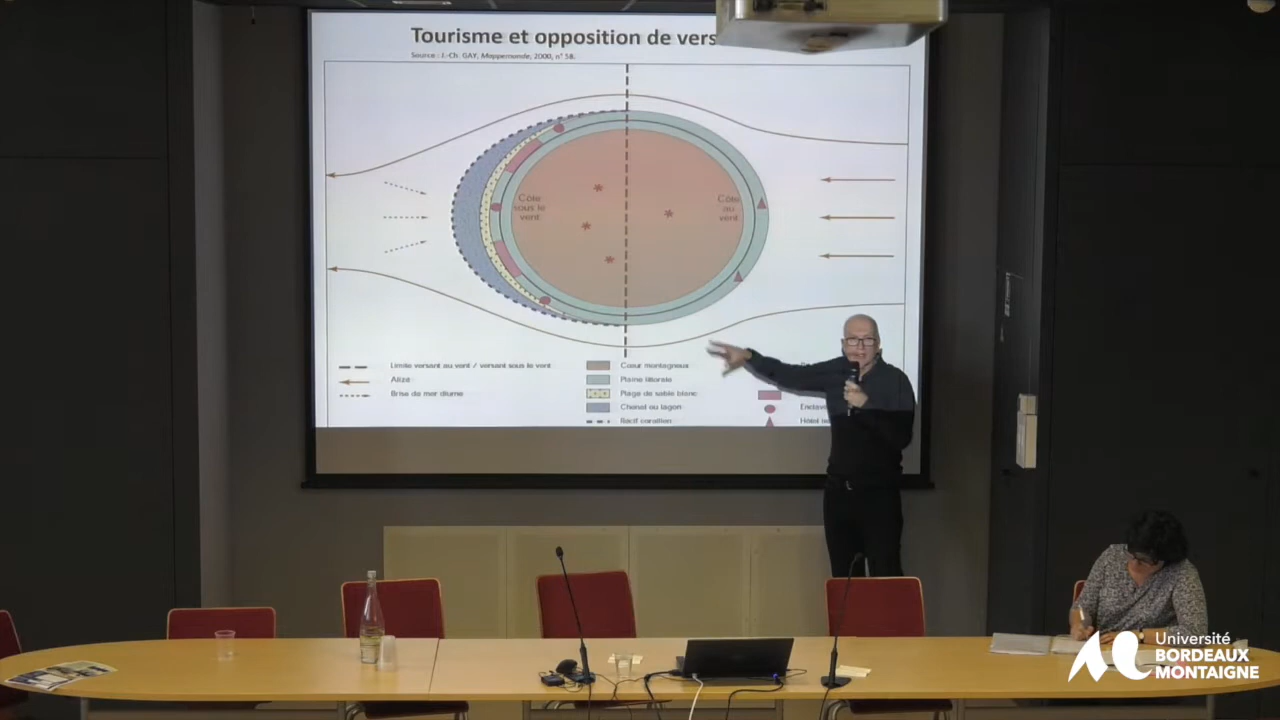 Tourisme et opposition de vers
Source : J.-Ch. GAY, Mappemonde, 2000, n° 58.
Côte
sous le
vent
Côte
au
vent
Limite versant au vent / versant sous le vent
Alizé
Brise de mer diurne
Cœur montagneux
Plaine littorale
Plage de sable blanc
Chenal ou lagon
Récif corallien
Enclave
Hôtel
Université
BORDEAUX
MONTAIGNE